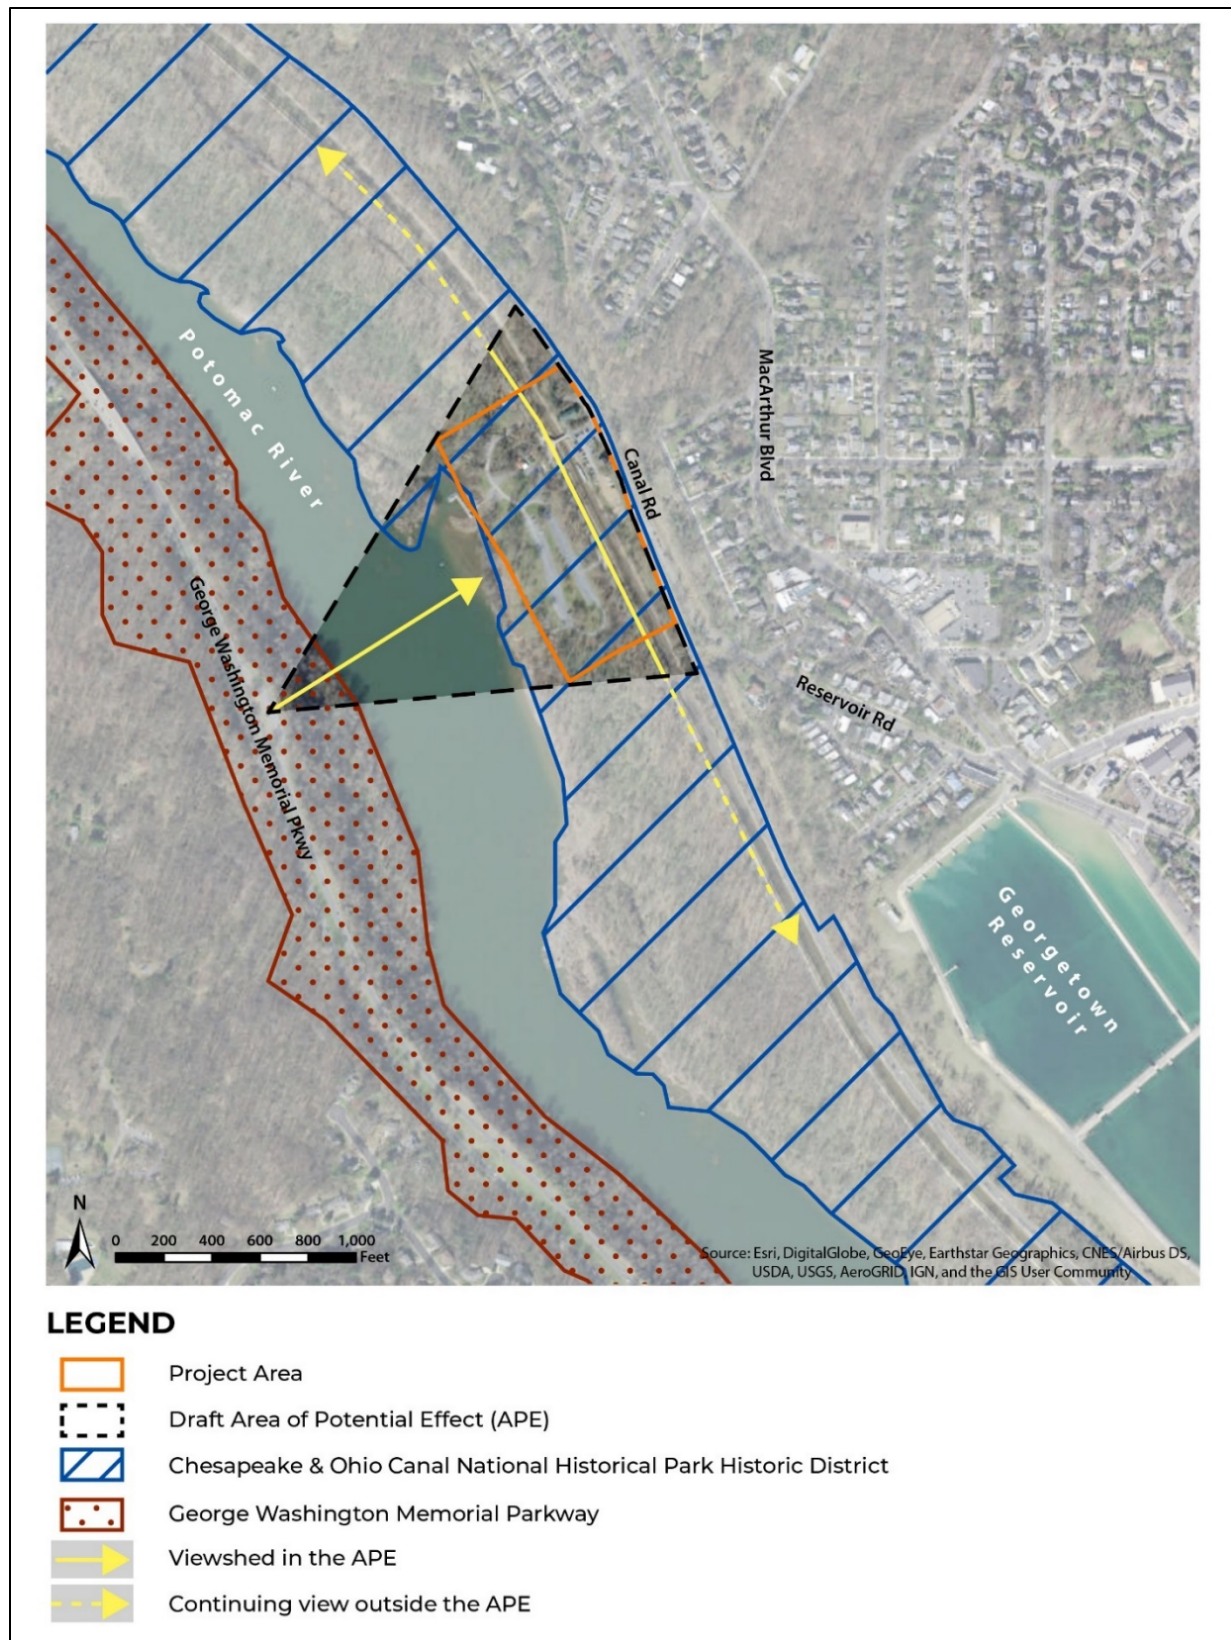 Potomac River
MacArthur Blvd
Canal Rd
George Washington Memorial Pkwy
Reservoir Rd
Georgetown
Reservoir
N
0 200 400 600 800 1,000
Feet
Source: Esri, DigitalGlobe, GeoEye, Earthstar Geographics, CNES/Airbus DS,
USDA, USGS, AeroGRID, IGN, and the GIS User Community
LEGEND
Project Area
Draft Area of Potential Effect (APE)
Chesapeake & Ohio Canal National Historical Park Historic District
George Washington Memorial Parkway
Viewshed in the APE
Continuing view outside the APE